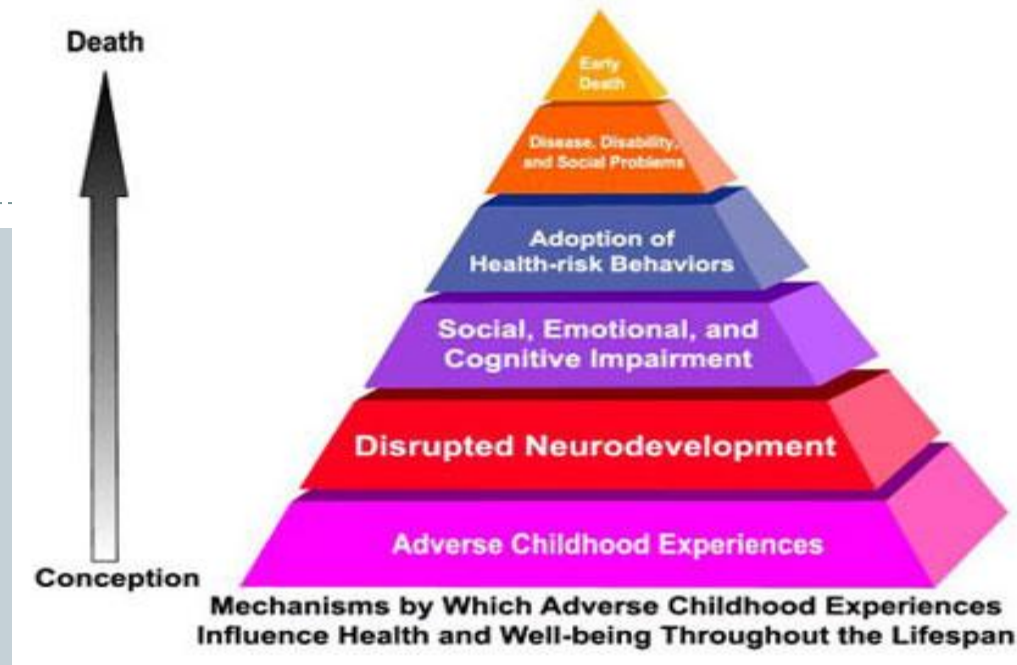 Death
Early
Death
Disease, Disability,
and Social Problems
Adoption of
Health-risk Behaviors
Social, Emotional, and
Cognitive Impairment
Disrupted Neurodevelopment
Adverse Childhood Experiences
Conception
Mechanisms by Which Adverse Childhood Experiences
Influence Health and Well-being Throughout the Lifespan